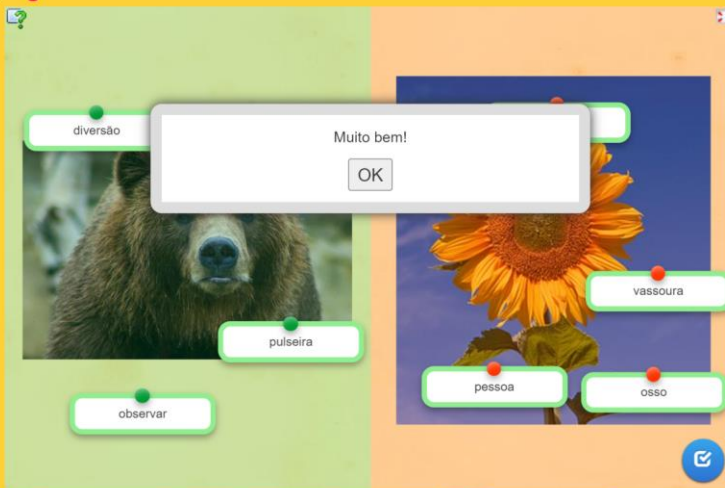 diversão
Muito bem!
OK
vassoura
pulseira
pessoa
osso
observar